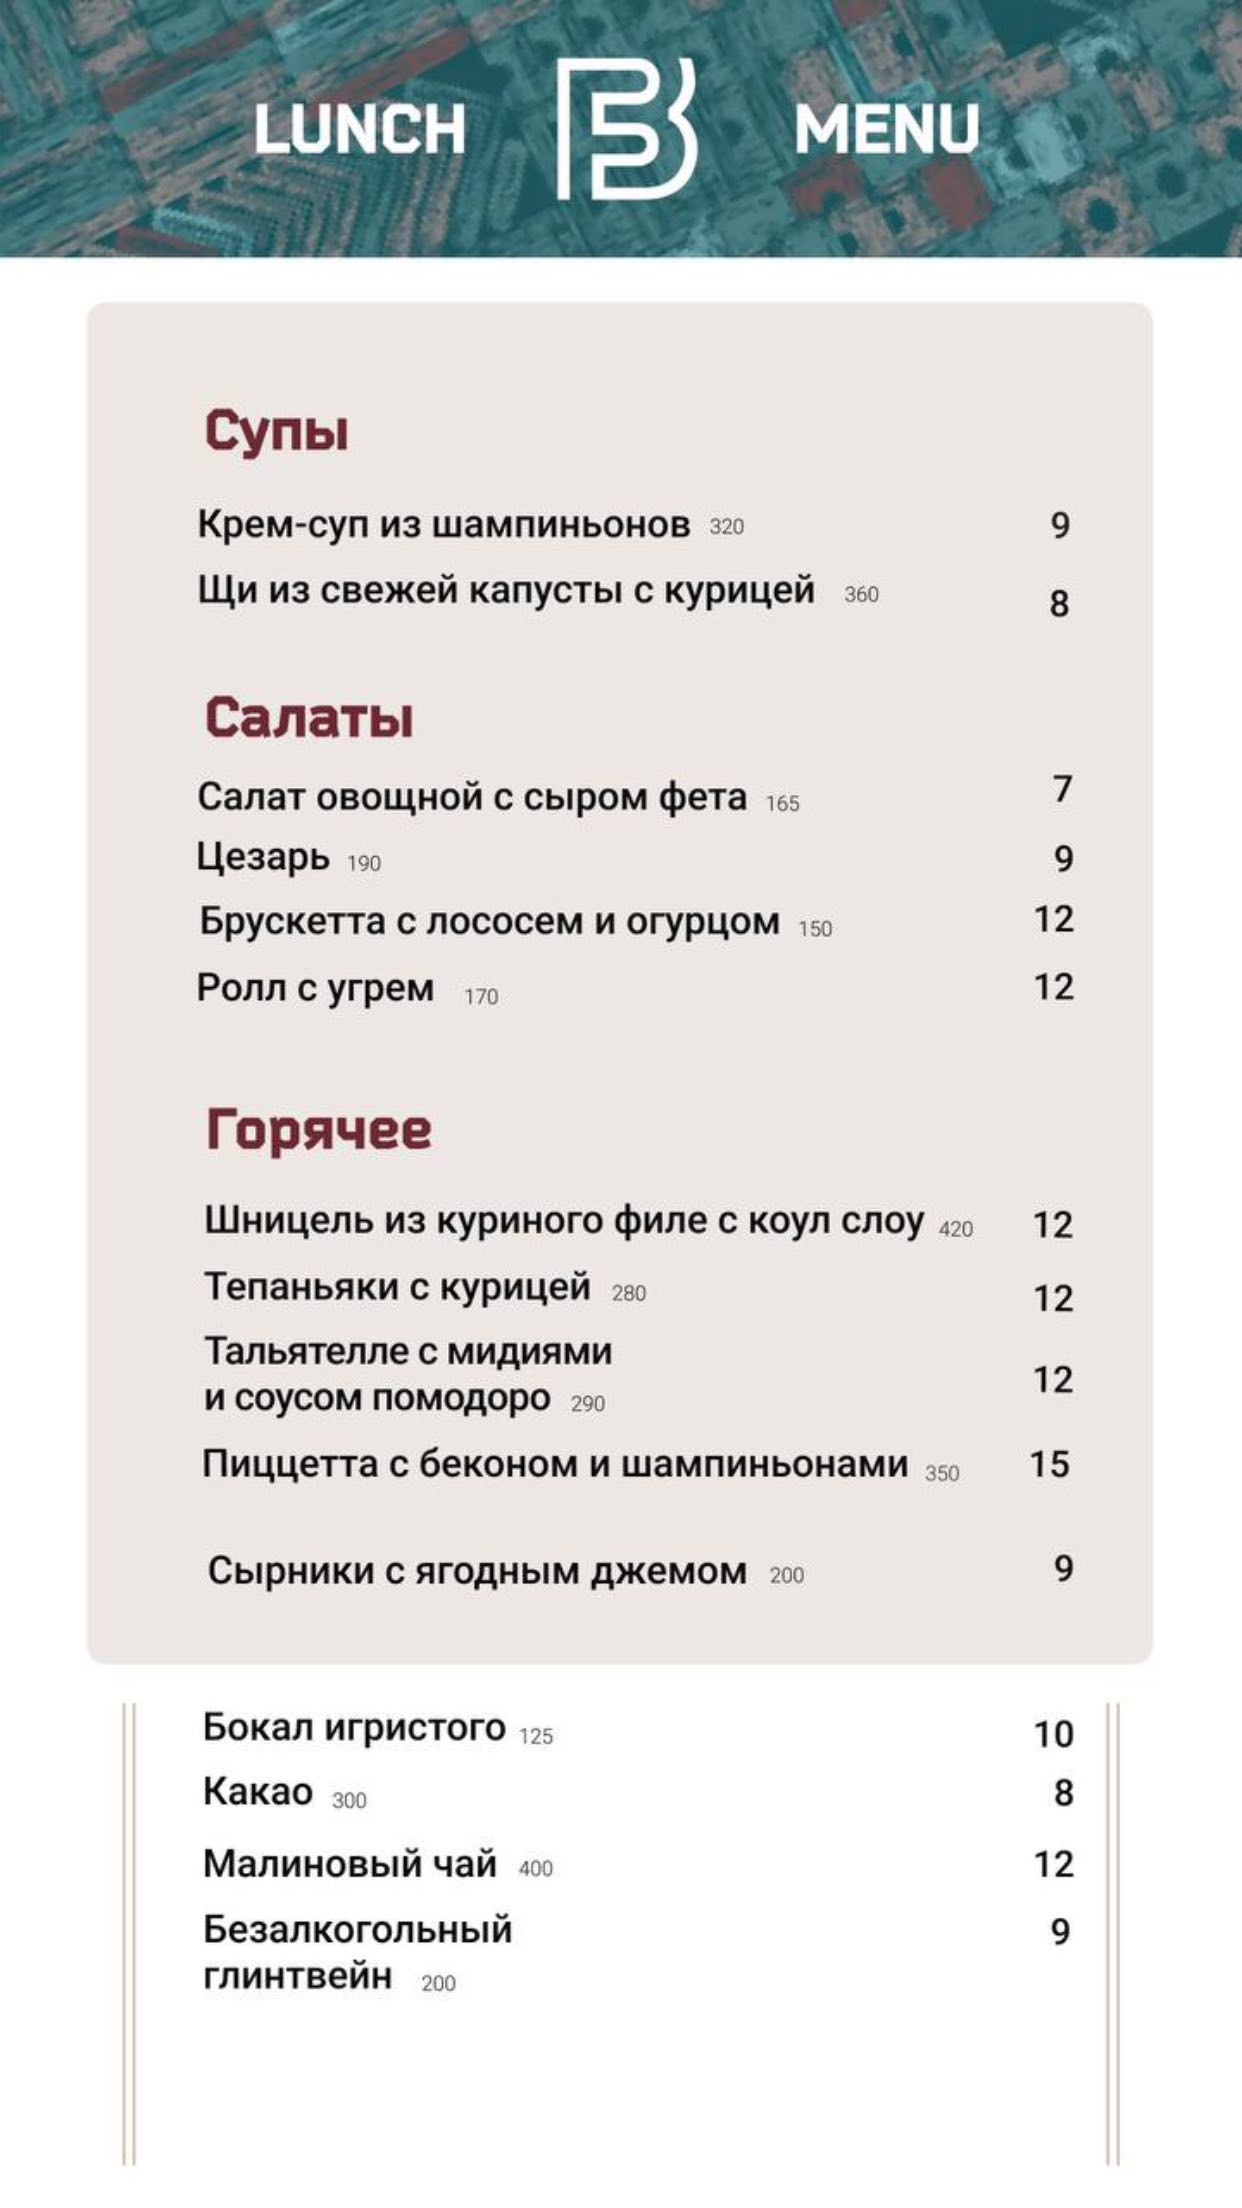 LUNCH MENU
Супы
Крем-суп из шампиньонов 320 9
Щи из свежей капусты с курицей 360 8
Салаты
Салат овощной с сыром фета 165 7
Цезарь 190 9
Брускетта с лососем и огурцом 150 12
Ролл с угрем 170 12
Горячее
Шницель из куриного филе с коул слоу 420 12
Тепаньяки с курицей 280 12
Тальятелле с мидиями
и соусом помодоро 290 12
Пиццетта с беконом и шампиньонами 350 15
Сырники с ягодным джемом 200 9
Бокал игристого 125 10
Какао 300 8
Малиновый чай 400 12
Безалкогольный 9
глинтвейн 200